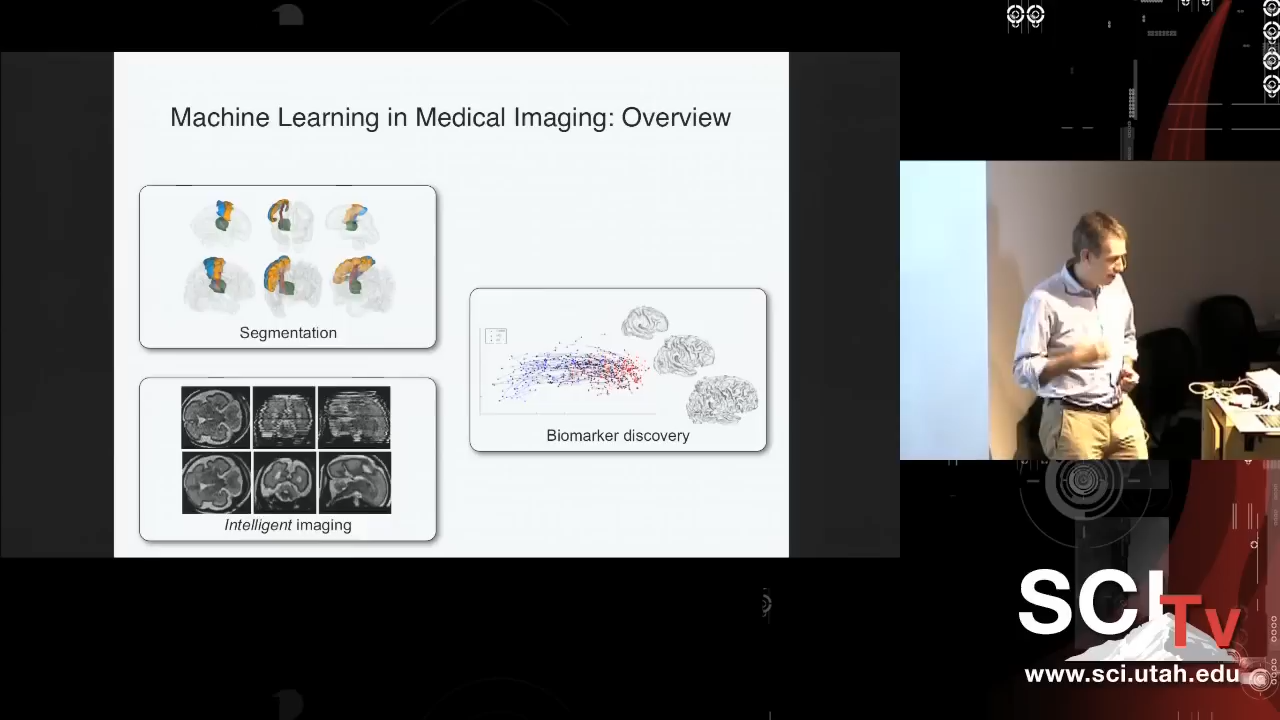 Machine Learning in Medical Imaging: Overview
Segmentation
Intelligent imaging
Biomarker discovery
SCI
Tv
www.sci.utah.edu